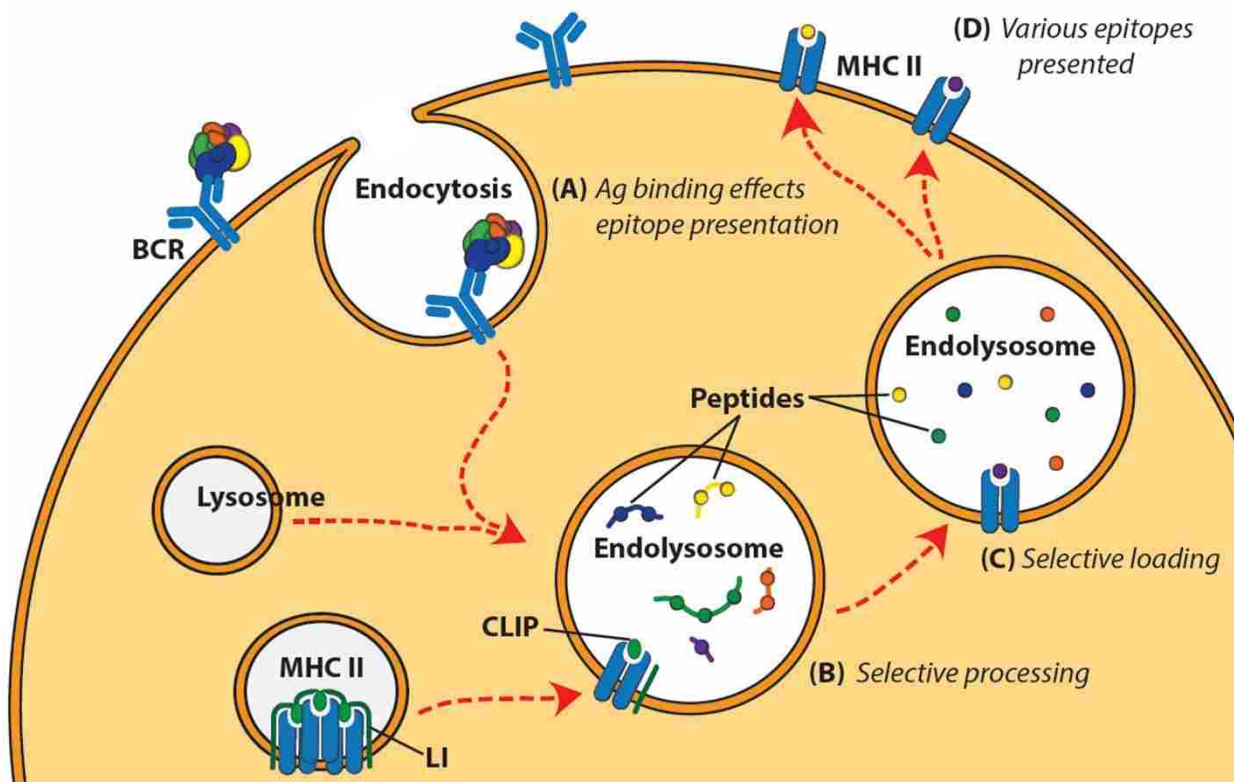 (D) Various epitopes
presented
MHC II
BCR
Endocytosis
(A) Ag binding effects
epitope presentation
Endolysosome
Peptides
Lysosome
Endolysosome
(C) Selective loading
CLIP
(B) Selective processing
MHC II
LI